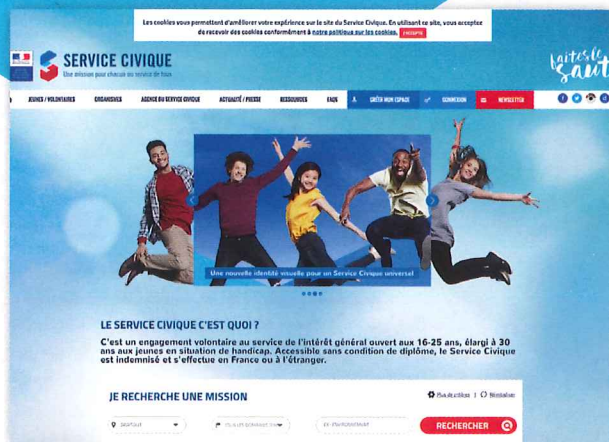 Les cookies vous permettent d'améliorer votre expérience sur le site du Service Civique. En utilisant ce site, vous acceptez
de recevoir des cookies conformément à notre politique sur les cookies. J'ACCEPTE
SERVICE CIVIQUE
Une mission pour chacun au service de tous
Faites le
saut
JEUNES / VOLONTAIRES ORGANISMES AGENCE DU SERVICE CIVIQUE ACTUALITÉ / PRESSE RESSOURCES FAQS CRÉER MON ESPACE CONNEXION NEWSLETTER
Une nouvelle identité visuelle pour un Service Civique universel
LE SERVICE CIVIQUE C'EST QUOI ?
C'est un engagement volontaire au service de l'intérêt général ouvert aux 16-25 ans, élargi à 30
ans aux jeunes en situation de handicap. Accessible sans condition de diplôme, le Service Civique
est indemnisé et s'effectue en France ou à l'étranger.
JE RECHERCHE UNE MISSION
RECHERCHER